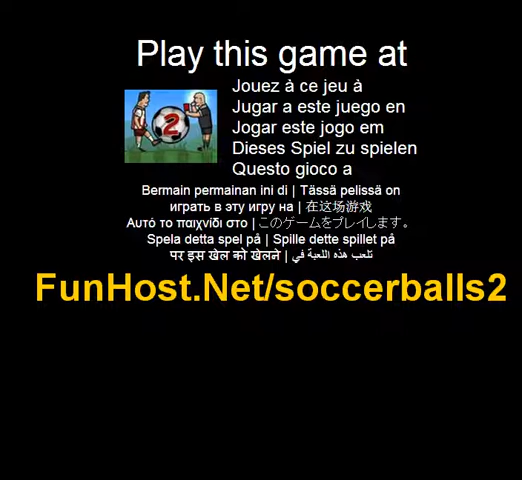 Play this game at
Jouez à ce jeu à
Jugar a este juego en
Jogar este jogo em
Dieses Spiel zu spielen
Questo gioco a
2
Bermain permainan ini di | Tässä pelissä on
играть в эту игру на | 在这场游戏
Αυτό το παιχνίδι στο | このゲームをプレイします。
Spela detta spel på | Spille dette spillet på
पर इस खेल को खेलने | تلعب هذه اللعبة في
FunHost.Net/soccerballs2